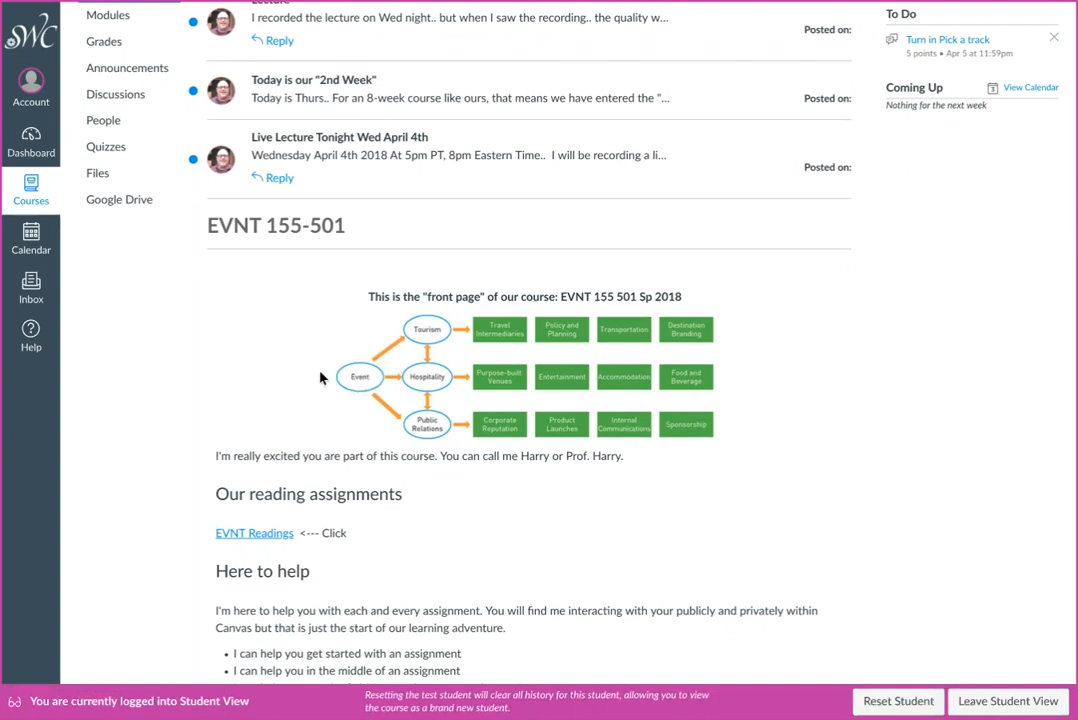 SWC
Account
Dashboard
Courses
Calendar
Inbox
Help
Modules
Grades
Announcements
Discussions
People
Quizzes
Files
Google Drive
Lecture
I recorded the lecture on Wed night.. but when I saw the recording.. the quality w...
Posted on:
Reply
Today is our "2nd Week"
Today is Thurs.. For an 8-week course like ours, that means we have entered the "...
Posted on:
Live Lecture Tonight Wed April 4th
Wednesday April 4th 2018 At 5pm PT, 8pm Eastern Time.. I will be recording a li...
Posted on:
Reply
EVNT 155-501
This is the "front page" of our course: EVNT 155 501 Sp 2018
Tourism
Travel
Intermediaries
Policy and
Planning
Transportation
Destination
Branding
Event
Hospitality
Purpose-built
Venues
Entertainment
Accommodation
Food and
Beverage
Public
Relations
Corporate
Reputation
Product
Launches
Internal
Communications
Sponsorship
I'm really excited you are part of this course. You can call me Harry or Prof. Harry.
Our reading assignments
EVNT Readings <--- Click
Here to help
I'm here to help you with each and every assignment. You will find me interacting with your publicly and privately within
Canvas but that is just the start of our learning adventure.
• I can help you get started with an assignment
• I can help you in the middle of an assignment
To Do
Turn in Pick a track
5 points • Apr 5 at 11:59pm
Coming Up
View Calendar
Nothing for the next week
You are currently logged into Student View
Resetting the test student will clear all history for this student, allowing you to view
the course as a brand new student.
Reset Student
Leave Student View